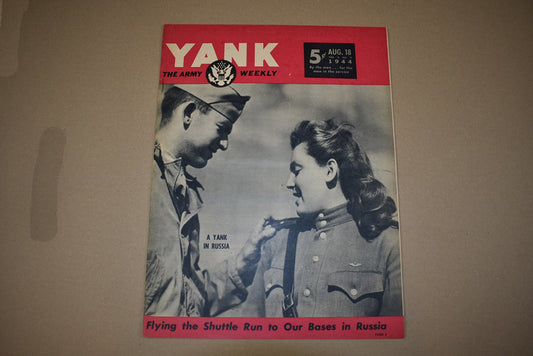 YANK
THE ARMY WEEKLY
5¢ AUG. 18
1944
By the men . . . for the
men in the service
A YANK
IN RUSSIA
Flying the Shuttle Run to Our Bases in Russia